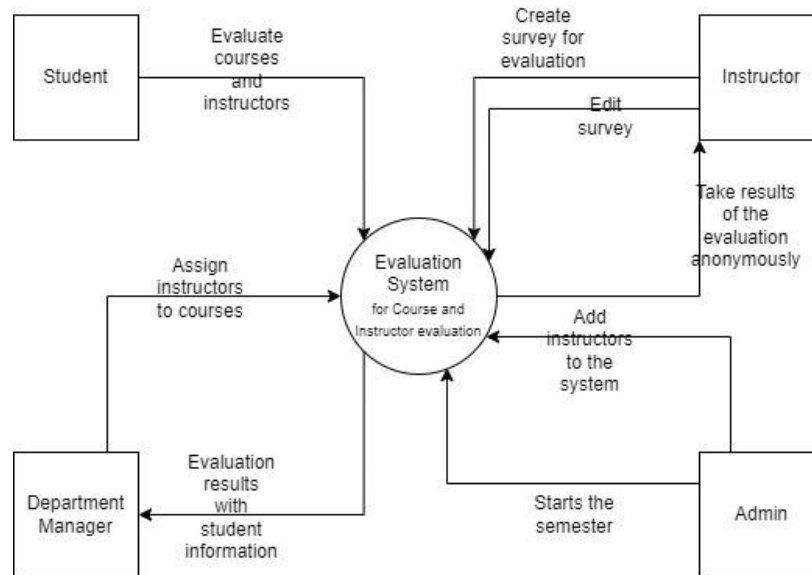 Student
Evaluate
courses
and
instructors
Create
survey for
evaluation
Instructor
Edit
survey
Take results
of the
evaluation
anonymously
Evaluation
System
for Course and
Instructor evaluation
Assign
instructors
to courses
Add
instructors
to the
system
Department
Manager
Evaluation
results
with
student
information
Starts the
semester
Admin